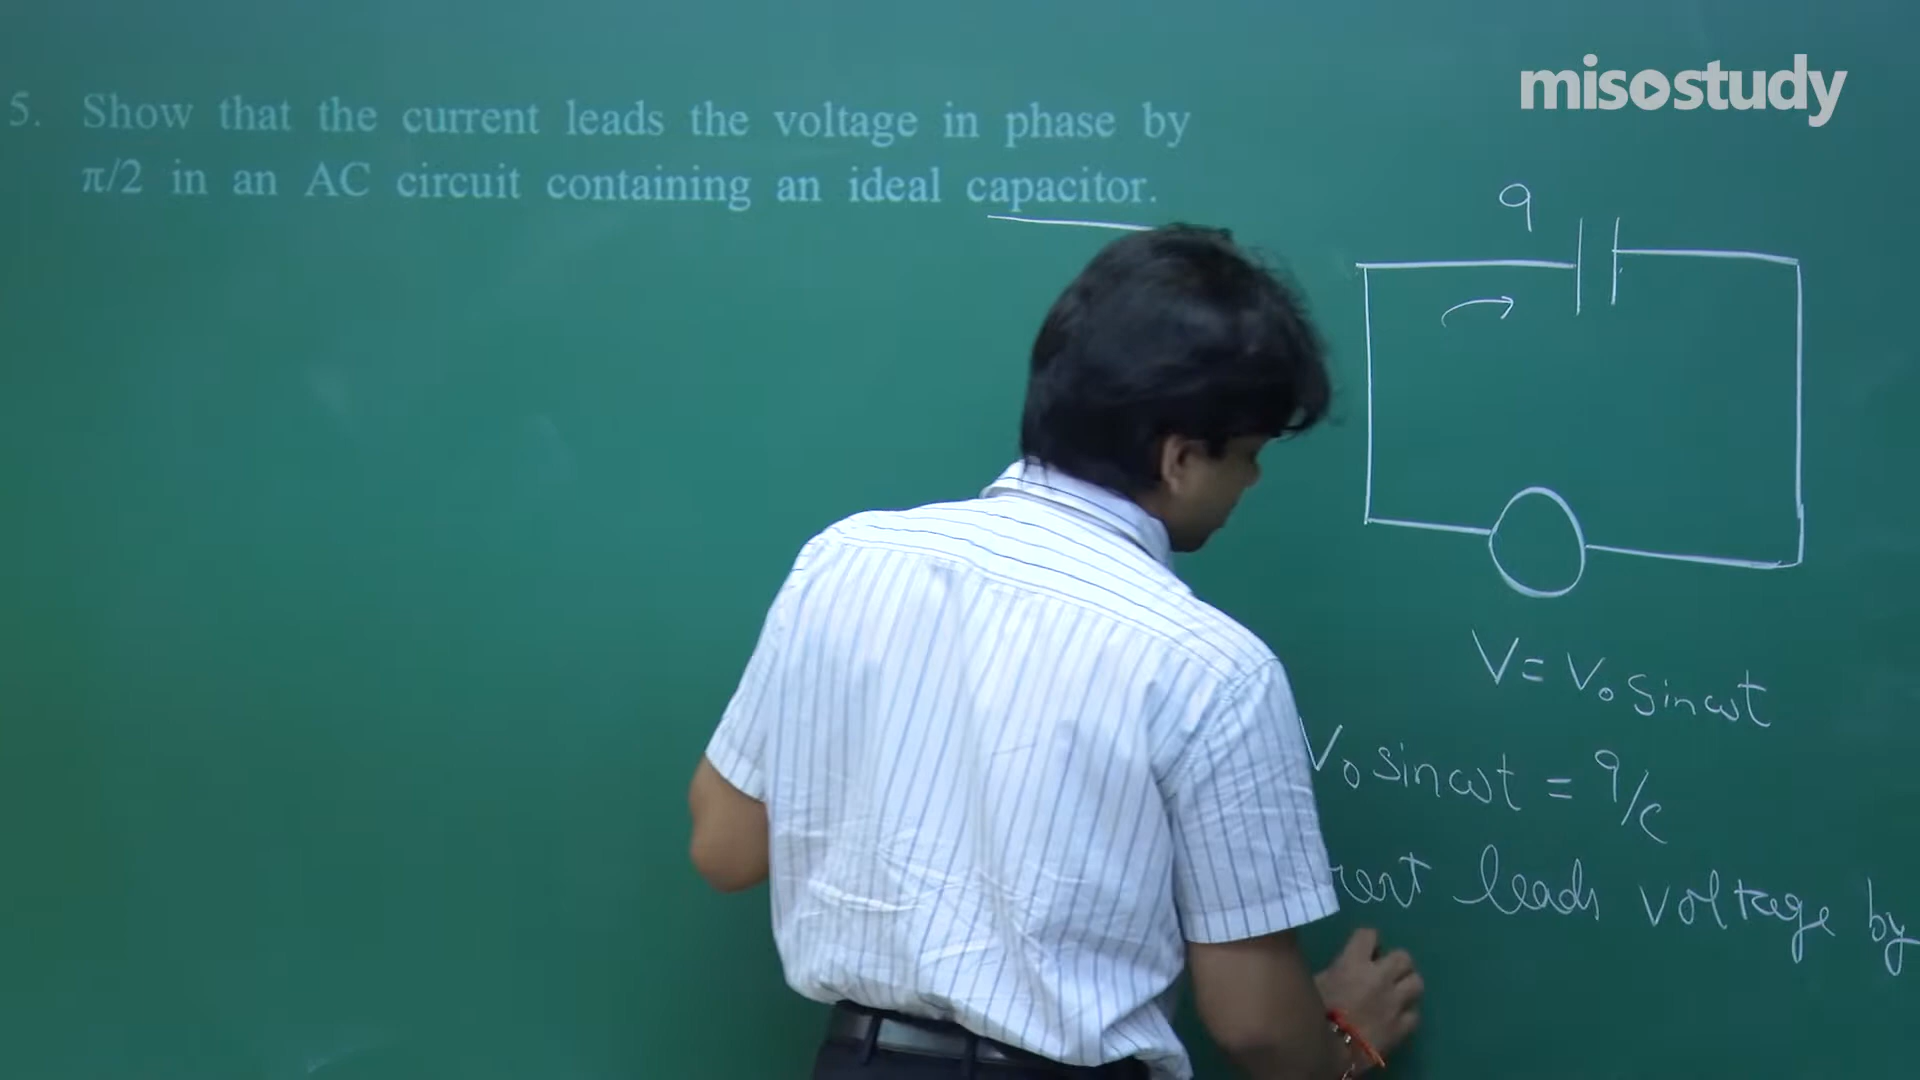 misostudy
5. Show that the current leads the voltage in phase by
π/2 in an AC circuit containing an ideal capacitor.
q
V = V₀ sinωt
V₀ sinωt = q/c
leads voltage by